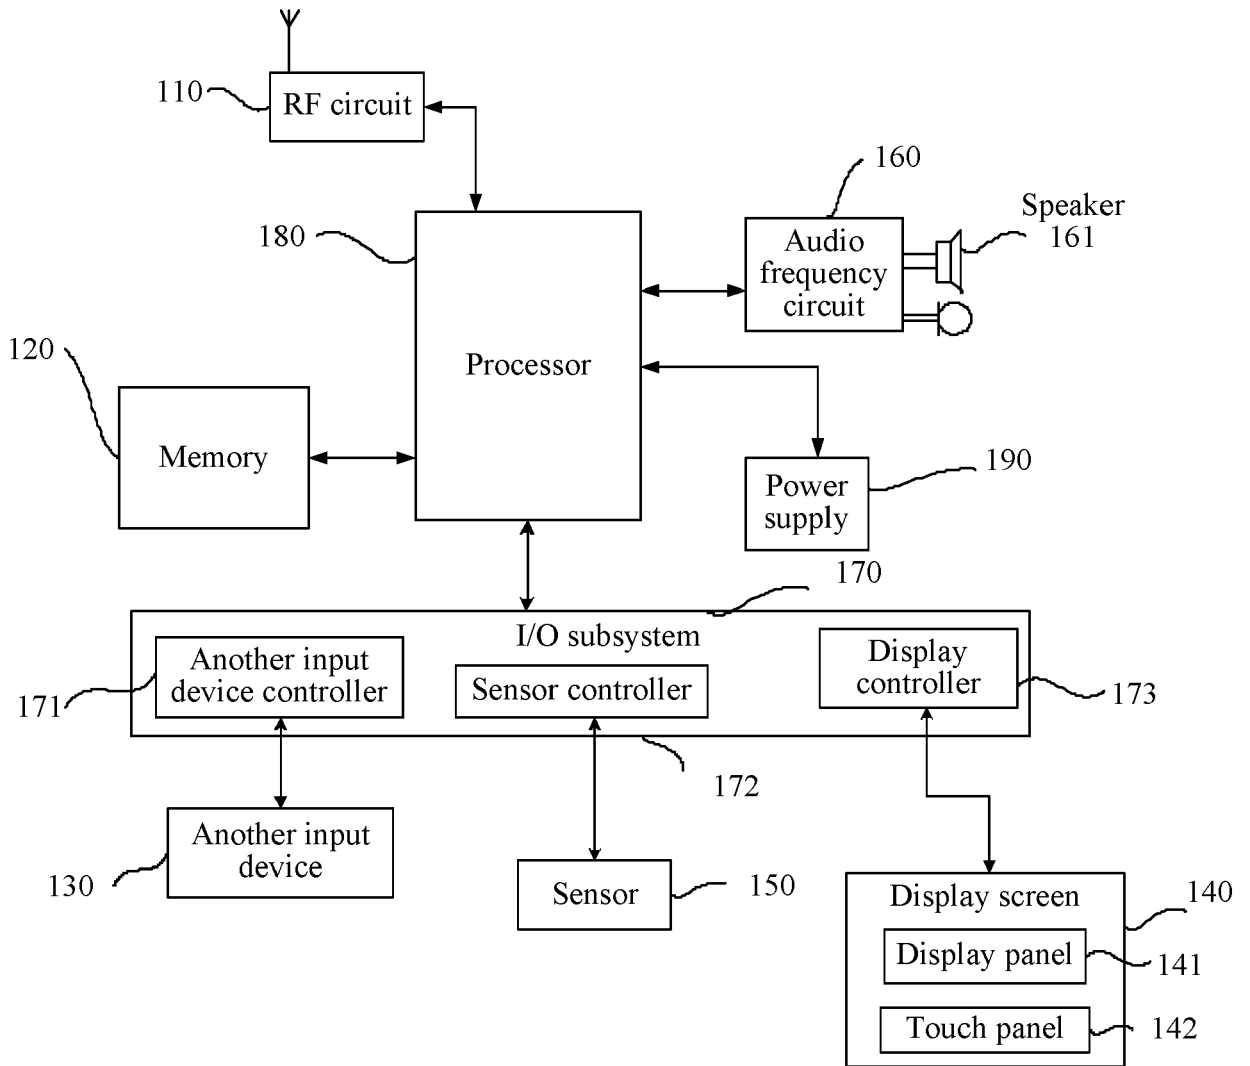 110
RF circuit
160
Speaker
161
180
Audio
frequency
circuit
120
Processor
Memory
190
Power
supply
170
I/O subsystem
Another input
device controller
Sensor controller
Display
controller
171
173
172
Another input
device
130
Sensor
150
Display screen
140
Display panel
141
Touch panel
142